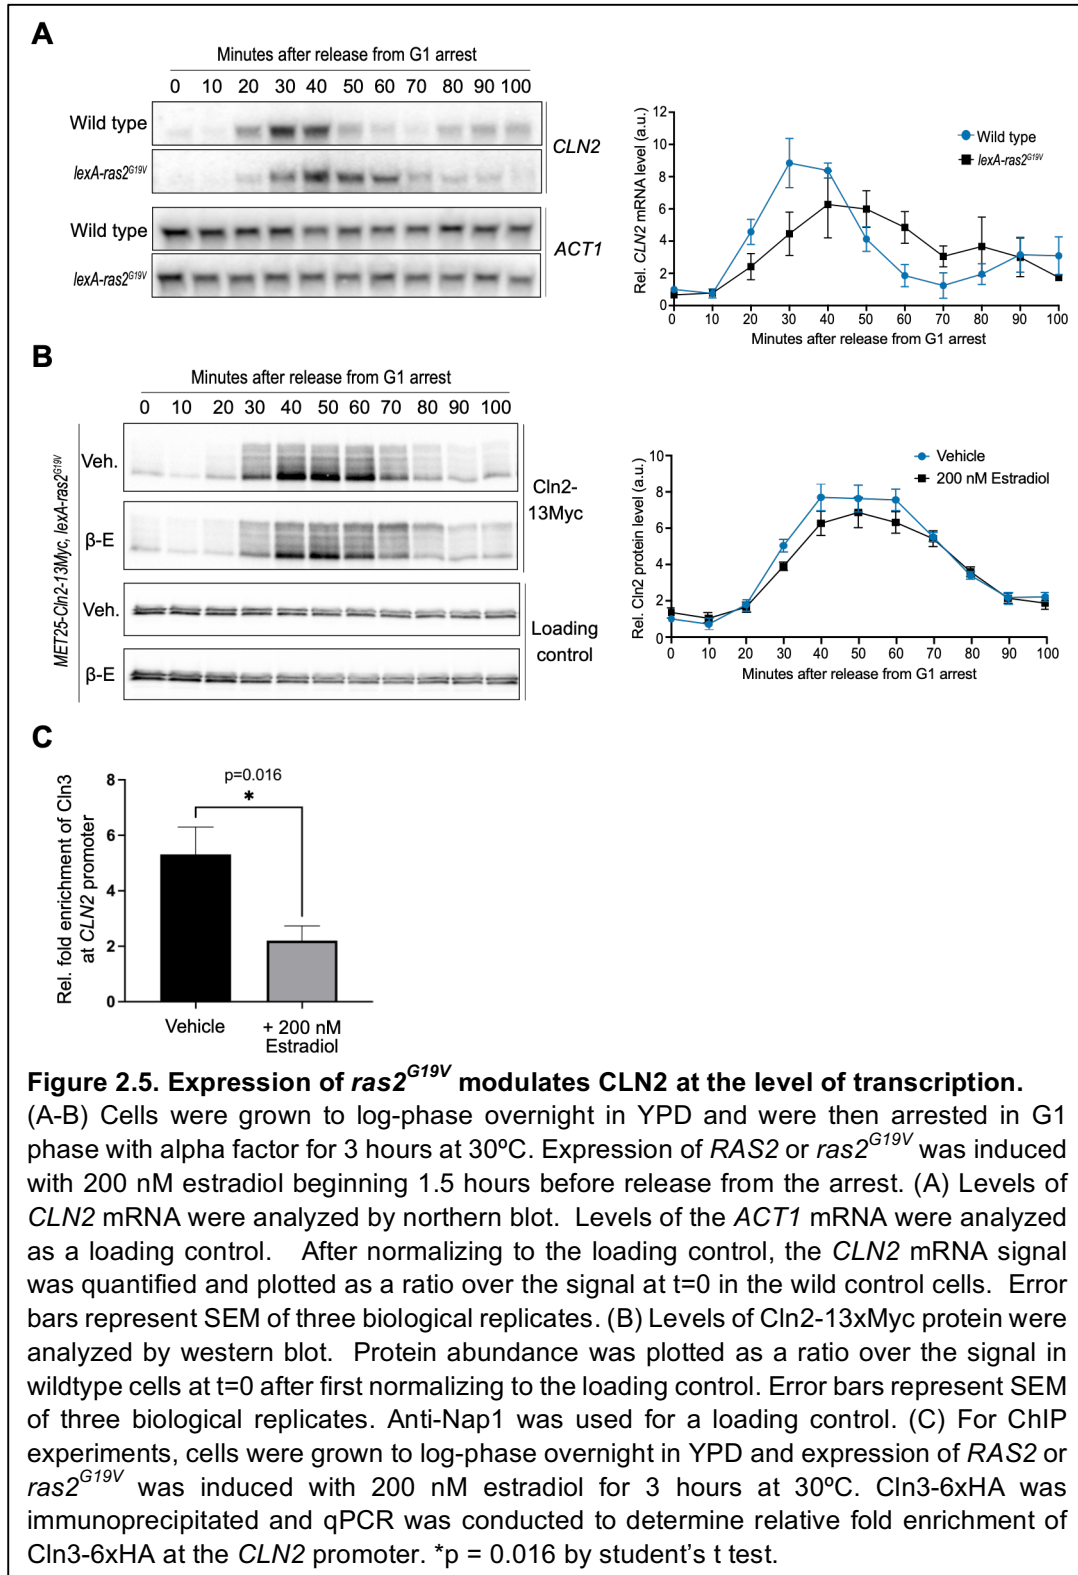 A
Minutes after release from G1 arrest
0 10 20 30 40 50 60 70 80 90 100
Wild type
lexA-ras2G19V
CLN2
Wild type
lexA-ras2G19V
ACT1
Rel. CLN2 mRNA level (a.u.)
12
10
8
6
4
2
0
Wild type
lexA-ras2G19V
0 10 20 30 40 50 60 70 80 90 100
Minutes after release from G1 arrest
B
Minutes after release from G1 arrest
0 10 20 30 40 50 60 70 80 90 100
MET25-Cln2-13Myc, lexA-ras2G19V
Veh.
β-E
Cln2-
13Myc
Veh.
β-E
Loading
control
Rel. Cln2 protein level (a.u.)
10
8
6
4
2
0
Vehicle
200 nM Estradiol
0 10 20 30 40 50 60 70 80 90 100
Minutes after release from G1 arrest
C
Rel. fold enrichment of Cln3
at CLN2 promoter
8
6
4
2
0
p=0.016
*
Vehicle
+ 200 nM
Estradiol
Figure 2.5. Expression of ras2G19V modulates CLN2 at the level of transcription.
(A-B) Cells were grown to log-phase overnight in YPD and were then arrested in G1
phase with alpha factor for 3 hours at 30ºC. Expression of RAS2 or ras2G19V was induced
with 200 nM estradiol beginning 1.5 hours before release from the arrest. (A) Levels of
CLN2 mRNA were analyzed by northern blot. Levels of the ACT1 mRNA were analyzed
as a loading control. After normalizing to the loading control, the CLN2 mRNA signal
was quantified and plotted as a ratio over the signal at t=0 in the wild control cells. Error
bars represent SEM of three biological replicates. (B) Levels of Cln2-13xMyc protein were
analyzed by western blot. Protein abundance was plotted as a ratio over the signal in
wildtype cells at t=0 after first normalizing to the loading control. Error bars represent SEM
of three biological replicates. Anti-Nap1 was used for a loading control. (C) For ChIP
experiments, cells were grown to log-phase overnight in YPD and expression of RAS2 or
ras2G19V was induced with 200 nM estradiol for 3 hours at 30ºC. Cln3-6xHA was
immunoprecipitated and qPCR was conducted to determine relative fold enrichment of
Cln3-6xHA at the CLN2 promoter. *p = 0.016 by student's t test.